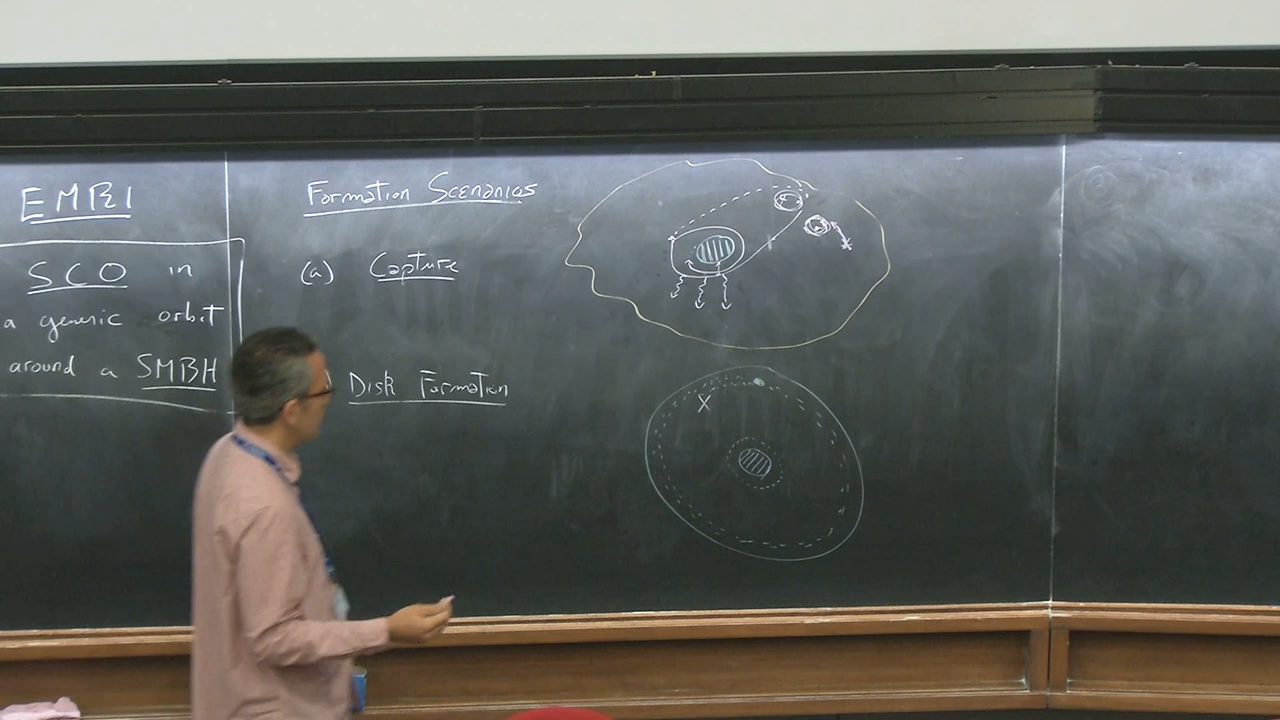 EMRI
SCO in
a generic orbit
around a SMBH
Formation Scenarios
(a) Capture
) Disk Formation
X